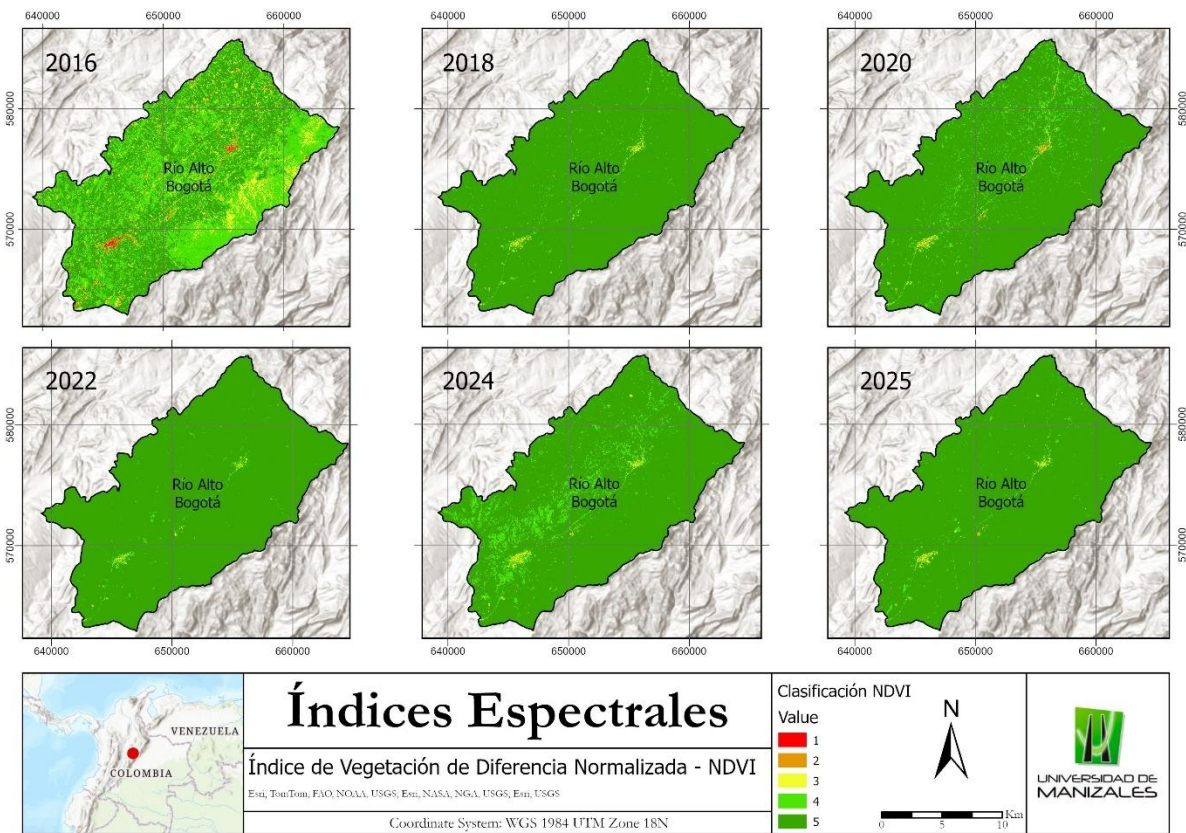 640000 650000 660000 640000 650000 660000 640000 650000 660000
2016 2018 2020
580000 580000
Río Alto Río Alto Río Alto
Bogotá Bogotá Bogotá
570000 570000
2022 2024 2025
580000 580000
Río Alto Río Alto Río Alto
Bogotá Bogotá Bogotá
570000 570000
640000 650000 660000 640000 650000 660000 640000 650000 660000
VENEZUELA
COLOMBIA
Índices Espectrales
Índice de Vegetación de Diferencia Normalizada - NDVI
Esri, TomTom, FAO, NOAA, USGS, Esri, NASA, NGA, USGS, Esri, USGS
Coordinate System: WGS 1984 UTM Zone 18N
Clasificación NDVI
Value
1
2
3
4
5
N
Km
0 5 10
UNIVERSIDAD DE
MANIZALES